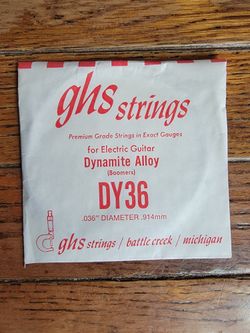 ghs strings
Premium Grade Strings in Exact Gauges
for Electric Guitar
Dynamite Alloy
(Boomers)
DY36
.036" DIAMETER .914mm
ghs strings / battle creek / michigan